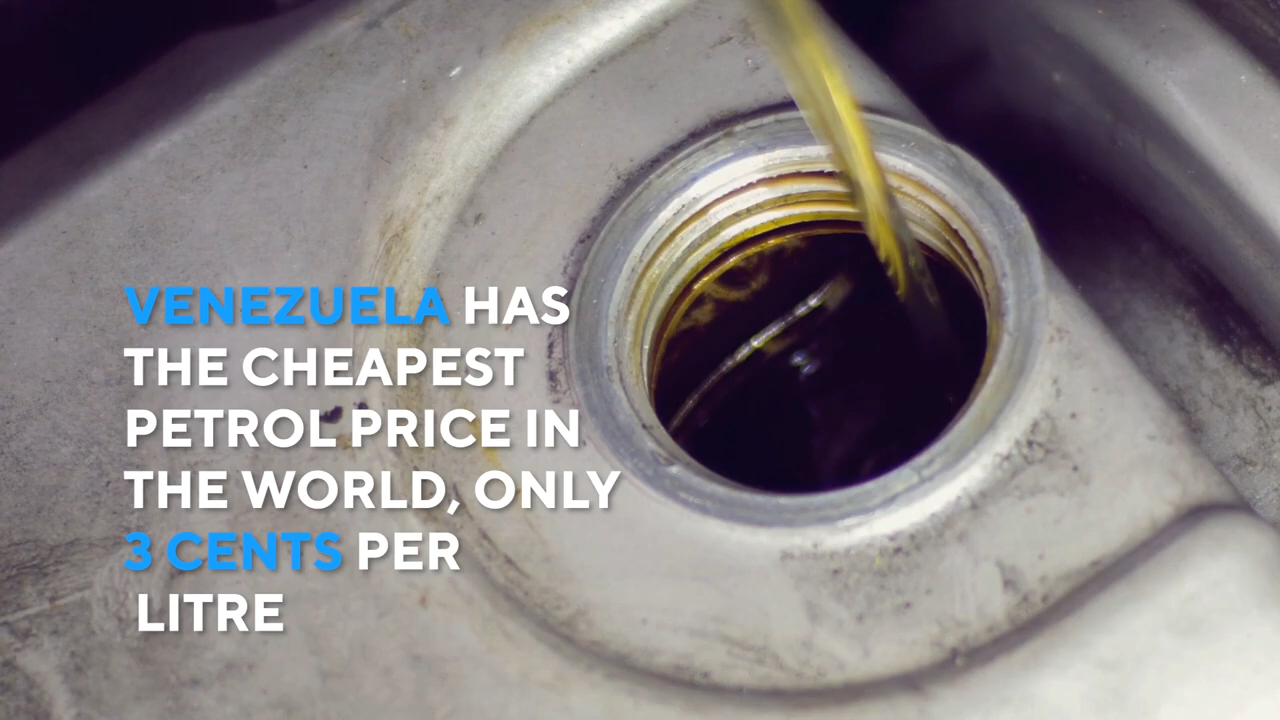 VENEZUELA HAS
THE CHEAPEST
PETROL PRICE IN
THE WORLD, ONLY
3 CENTS PER
LITRE